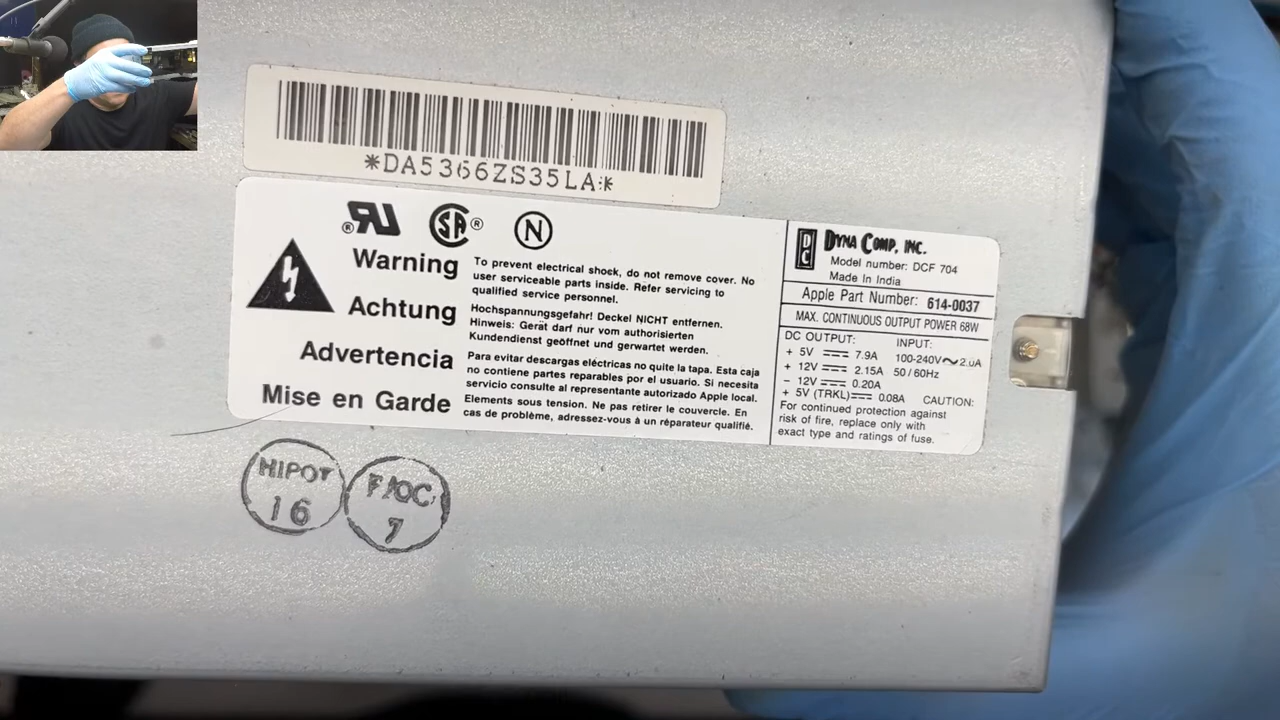 *DA5366ZS35LA*
Warning
To prevent electrical shock, do not remove cover. No
user serviceable parts inside. Refer servicing to
qualified service personnel.
Achtung
Hochspannungsgefahr! Deckel NICHT entfernen.
Hinweis: Gerät darf nur vom authorisierten
Kundendienst geöffnet und gerwartet werden.
Advertencia
Para evitar descargas eléctricas no quite la tapa. Esta caja
no contiene partes reparables por el usuario. Si necesita
servicio consulte al representante autorizado Apple local.
Mise en Garde
Elements sous tension. Ne pas retirer le couvercle. En
cas de problème, adressez-vous à un réparateur qualifié.
DC
DYNA COMP, INC.
Model number: DCF 704
Made in India
Apple Part Number: 614-0037
MAX. CONTINUOUS OUTPUT POWER 68W
DC OUTPUT:
+ 5V 7.9A
+ 12V 2.15A
- 12V 0.20A
+ 5V (TRKL) 0.08A
INPUT:
100-240V~2.0A
50/60Hz
CAUTION:
For continued protection against
risk of fire, replace only with
exact type and ratings of fuse.
HIPOT
16
F/OC
7